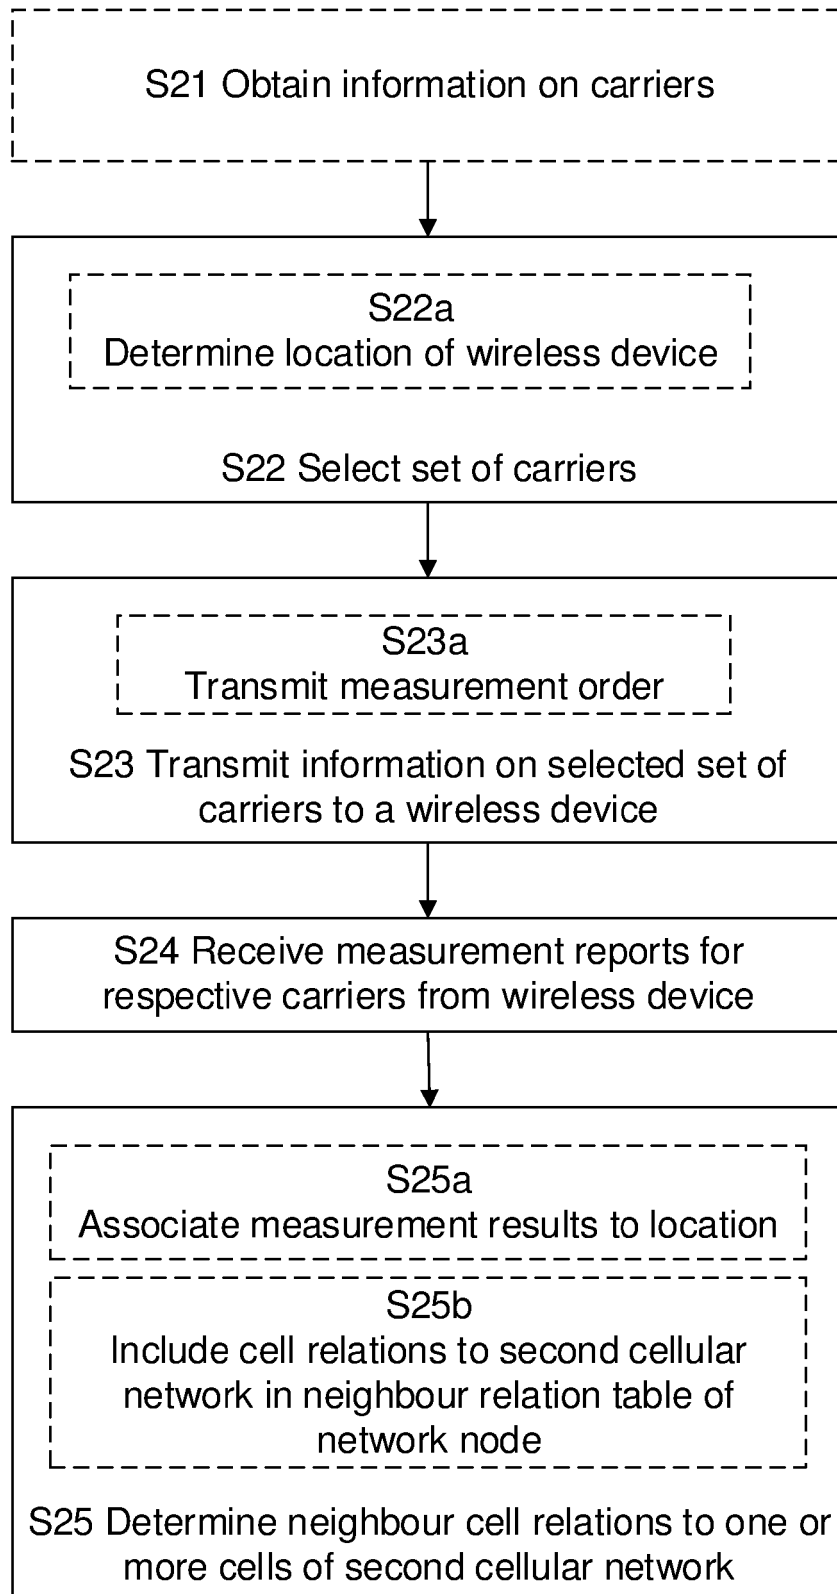 S21 Obtain information on carriers
S22a
Determine location of wireless device
S22 Select set of carriers
S23a
Transmit measurement order
S23 Transmit information on selected set of
carriers to a wireless device
S24 Receive measurement reports for
respective carriers from wireless device
S25a
Associate measurement results to location
S25b
Include cell relations to second cellular
network in neighbour relation table of
network node
S25 Determine neighbour cell relations to one or
more cells of second cellular network